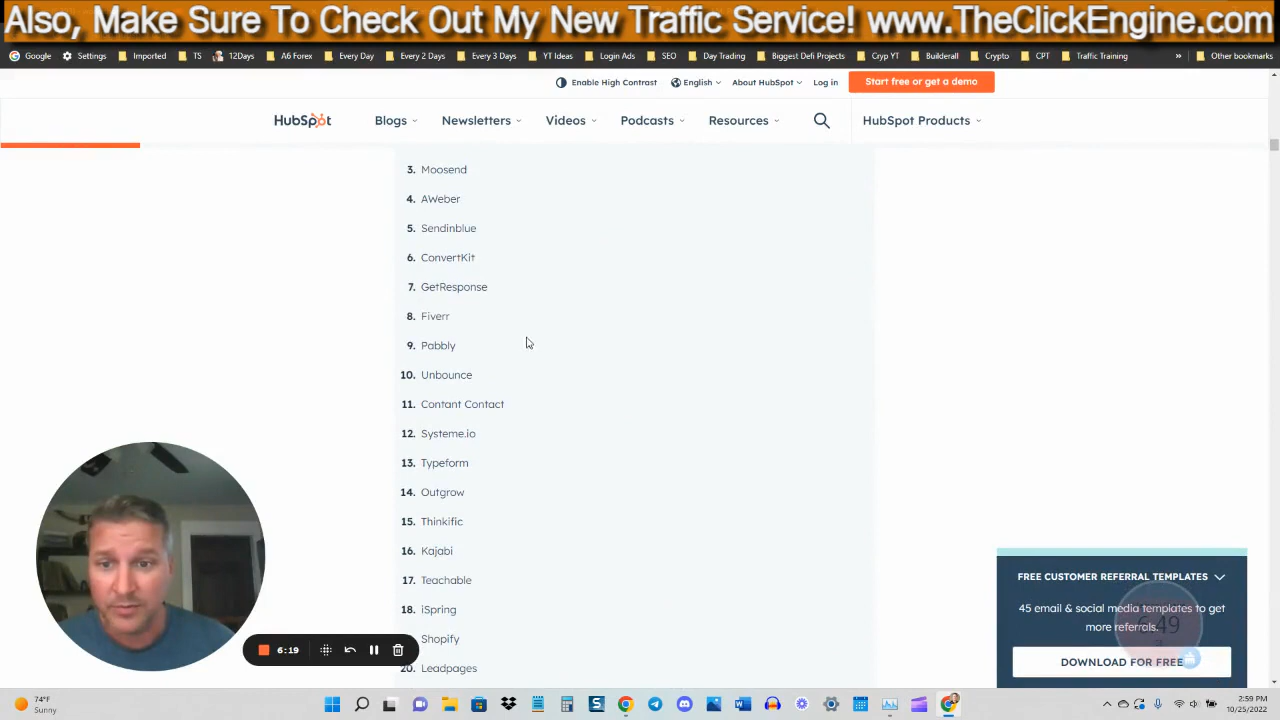 Also, Make Sure To Check Out My New Traffic Service! www.TheClickEngine.com
Google Settings Imported TS 12Days A6 Forex Every Day Every 2 Days Every 3 Days YT Ideas Login Ads SEO Day Trading Biggest Defi Projects Cryp YT Builderall Crypto CPT Traffic Training » Other bookmarks
Enable High Contrast English About HubSpot Log in Start free or get a demo
HubSpot Blogs Newsletters Videos Podcasts Resources HubSpot Products
3. Moosend
4. AWeber
5. Sendinblue
6. ConvertKit
7. GetResponse
8. Fiverr
9. Pabbly
10. Unbounce
11. Contant Contact
12. Systeme.io
13. Typeform
14. Outgrow
15. Thinkific
16. Kajabi
17. Teachable
18. iSpring
Shopify
20. Leadpages
FREE CUSTOMER REFERRAL TEMPLATES
45 email & social media templates to get
more referrals.
6:49
DOWNLOAD FOR FREE
6:19
74°F
Sunny
2:59 PM
10/25/2022